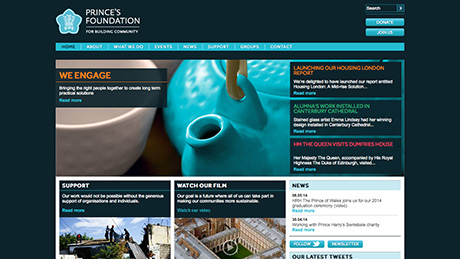 PRINCE'S
FOUNDATION
FOR BUILDING COMMUNITY
Search
DONATE
JOIN US
HOME ABOUT WHAT WE DO EVENTS NEWS SUPPORT GROUPS CONTACT
WE ENGAGE
Bringing the right people together to create long term
practical solutions
Read more
LAUNCHING OUR HOUSING LONDON
REPORT
We're delighted to have launched our report entitled
Housing London: A Mid-rise Solution...
Read more
ALUMNA'S WORK INSTALLED IN
CANTERBURY CATHEDRAL
Stained glass artist Emma Lindsey had her winning
design installed in Canterbury Cathedral...
Read more
HM THE QUEEN VISITS DUMFRIES HOUSE
Her Majesty The Queen, accompanied by His Royal
Highness The Duke of Edinburgh, visited...
Read more
SUPPORT
Our work would not be possible without the generous
support of organisations and individuals.
Read more
WATCH OUR FILM
Our goal is a future where all of us can take part in
making our communities more sustainable.
Watch our video
NEWS
HRH The Prince of Wales joins us for our 2014
graduation ceremony (video)
Working with Prince Harry's Sentebale charity
Read more
FOLLOW
NEWSLETTER
OUR LATEST TWEETS